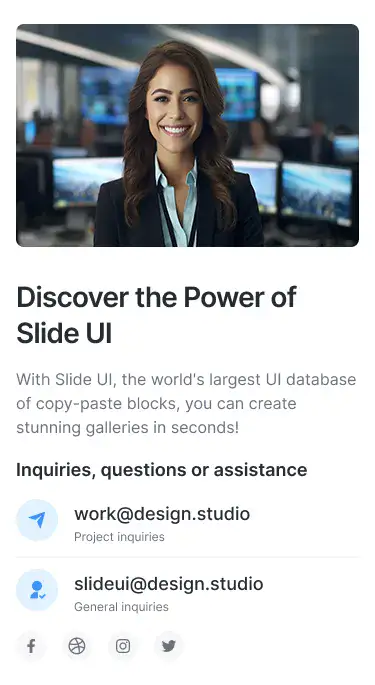 Discover the Power of
Slide UI
With Slide UI, the world's largest UI database
of copy-paste blocks, you can create
stunning galleries in seconds!
Inquiries, questions or assistance
work@design.studio
Project inquiries
slideui@design.studio
General inquiries